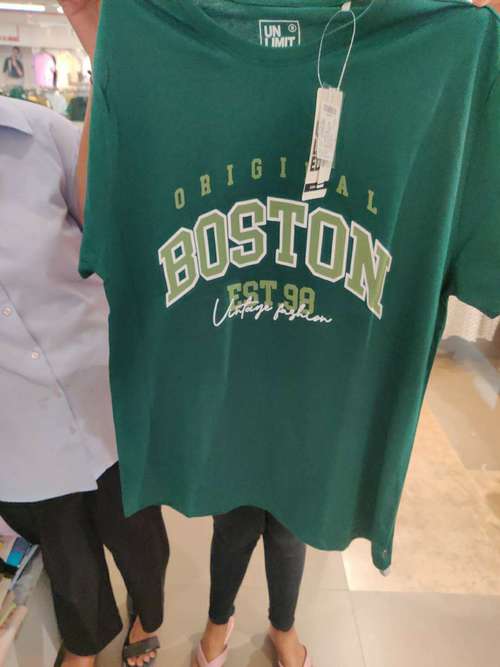 UN
LIMIT
ORIGINAL
BOSTON
EST 98
Vintage fashion